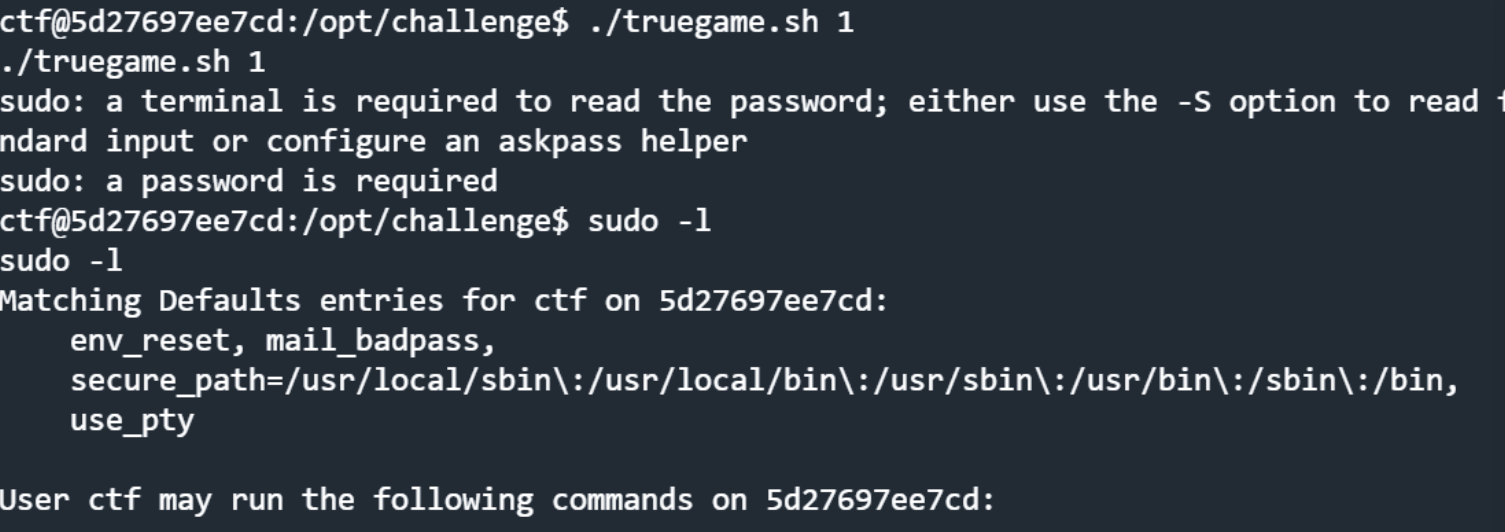 ctf@5d27697ee7cd:/opt/challenge$ ./truegame.sh 1
./truegame.sh 1
sudo: a terminal is required to read the password; either use the -S option to read
ndard input or configure an askpass helper
sudo: a password is required
ctf@5d27697ee7cd:/opt/challenge$ sudo -l
sudo -l
Matching Defaults entries for ctf on 5d27697ee7cd:
    env_reset, mail_badpass,
    secure_path=/usr/local/sbin\:/usr/local/bin\:/usr/sbin\:/usr/bin\:/sbin\:/bin,
    use_pty
User ctf may run the following commands on 5d27697ee7cd: